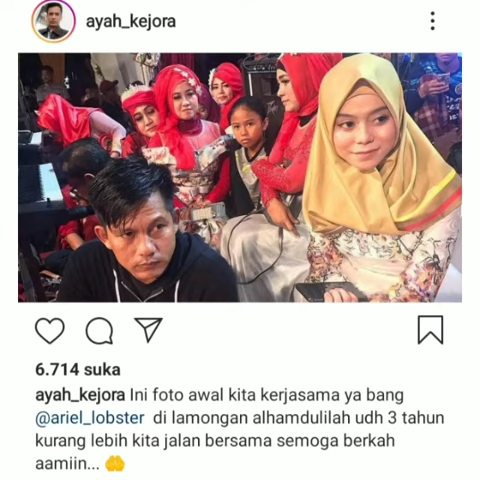 ayah_kejora
6.714 suka
ayah_kejora Ini foto awal kita kerjasama ya bang
@ariel_lobster di lamongan alhamdulilah udh 3 tahun
kurang lebih kita jalan bersama semoga berkah
aamiin... 🤲